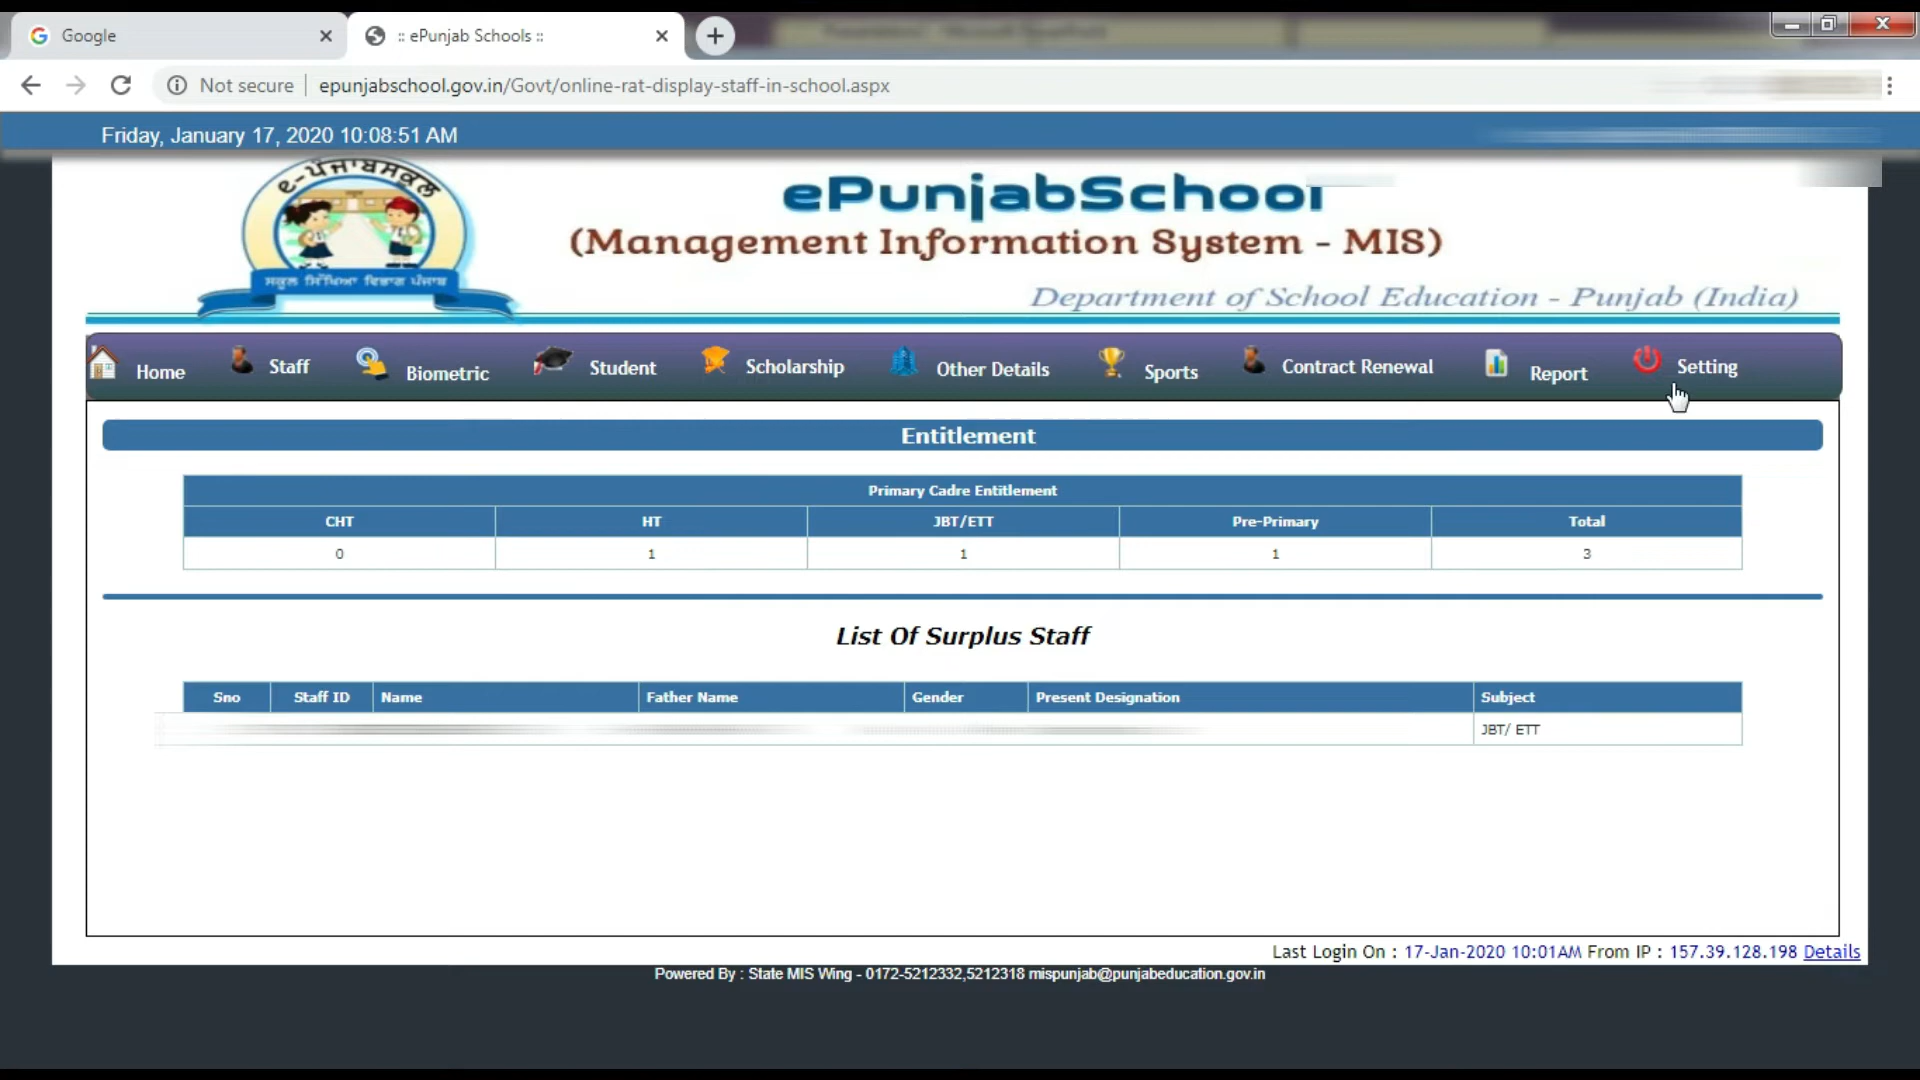 Google
:: ePunjab Schools ::
Not secure epunjabschool.gov.in/Govt/online-rat-display-staff-in-school.aspx
Friday, January 17, 2020 10:08:51 AM
ਈ-ਪੰਜਾਬਸਕੂਲ
ਸਕੂਲ ਸਿੱਖਿਆ ਵਿਭਾਗ ਪੰਜਾਬ
ePunjabSchool
(Management Information System - MIS)
Department of School Education - Punjab (India)
Home Staff Biometric Student Scholarship Other Details Sports Contract Renewal Report Setting
Entitlement
Primary Cadre Entitlement
CHT HT JBT/ETT Pre-Primary Total
0 1 1 1 3
List Of Surplus Staff
Sno Staff ID Name Father Name Gender Present Designation Subject
JBT/ ETT
Last Login On : 17-Jan-2020 10:01AM From IP : 157.39.128.198 Details
Powered By : State MIS Wing - 0172-5212332,5212318 mispunjab@punjabeducation.gov.in